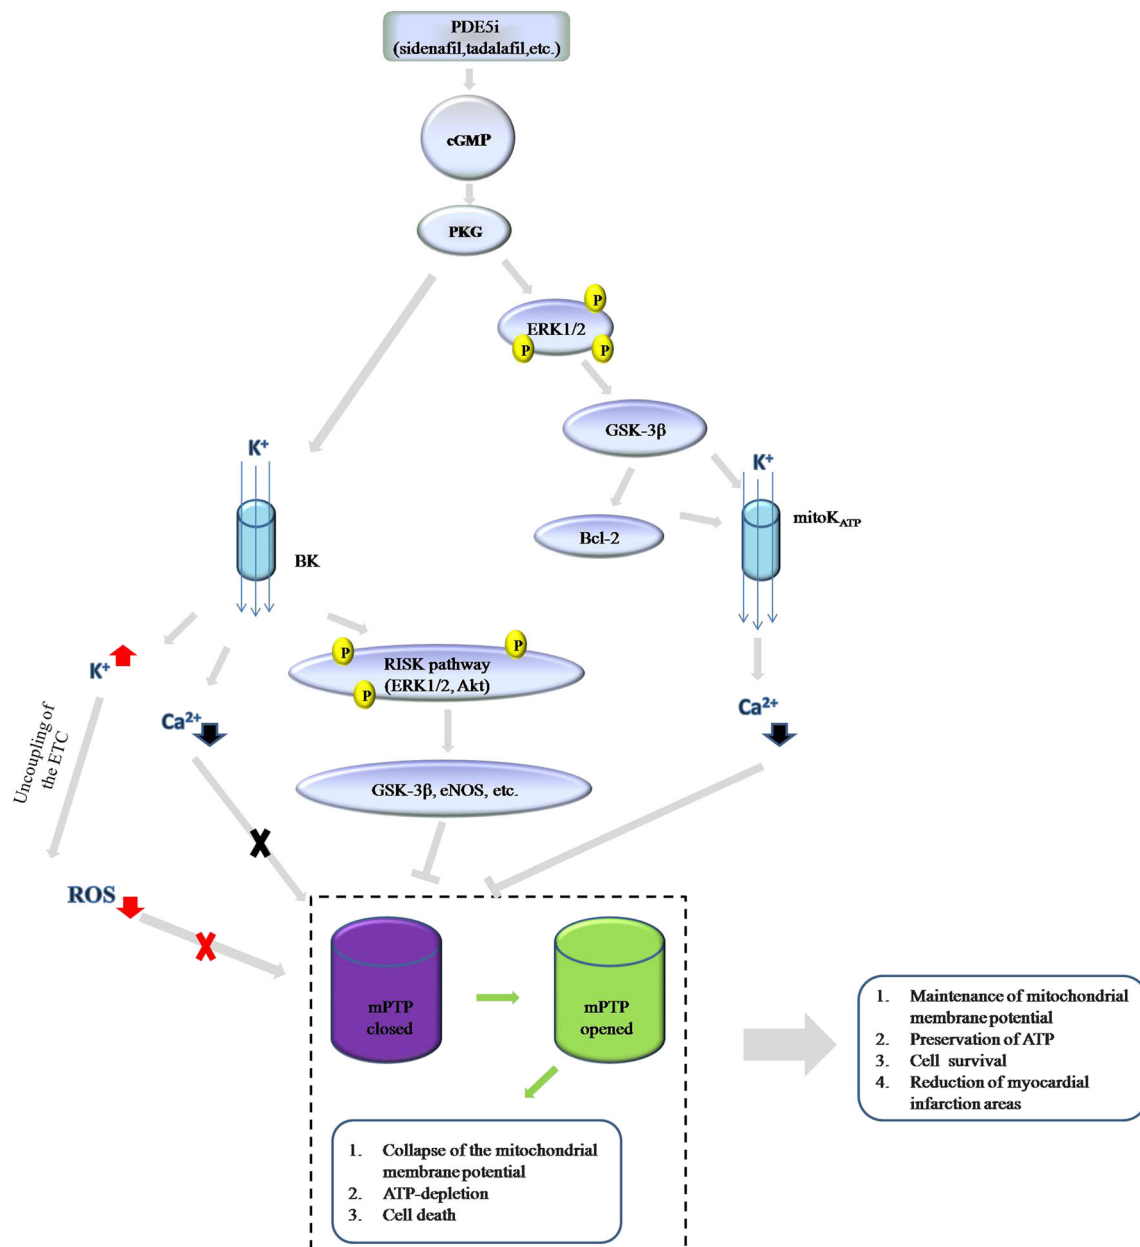 PDE5i
(sidenafil,tadalafil,etc.)
cGMP
PKG
P
ERK1/2
P
P
GSK-3β
K⁺
K⁺
mitoK_ATP
Bcl-2
BK
P
P
RISK pathway
(ERK1/2, Akt)
P
K⁺
Ca²⁺
Ca²⁺
Uncoupling of
the ETC
GSK-3β, eNOS, etc.
X
ROS
X
mPTP
closed
mPTP
opened
1. Maintenance of mitochondrial
membrane potential
2. Preservation of ATP
3. Cell survival
4. Reduction of myocardial
infarction areas
1. Collapse of the mitochondrial
membrane potential
2. ATP-depletion
3. Cell death